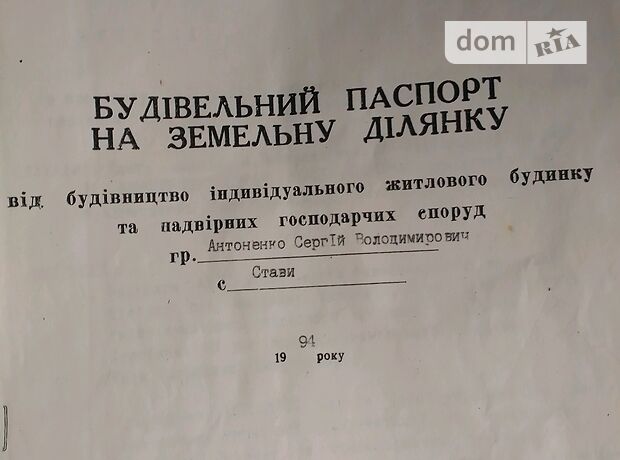 dom RIA
БУДІВЕЛЬНИЙ ПАСПОРТ
НА ЗЕМЕЛЬНУ ДІЛЯНКУ
від будівництво індивідуального житлового будинку
та надвірних господарчих споруд
гр. Антоненко Сергій Володимирович
с Стави
19 94 року